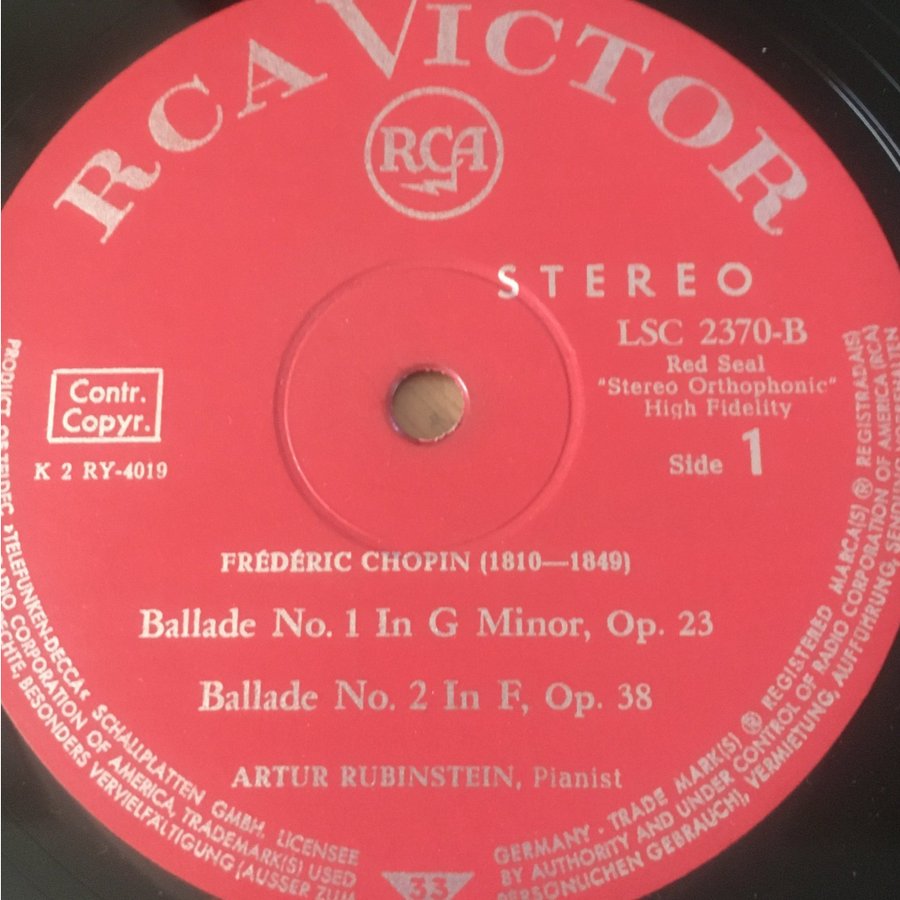 RCA VICTOR
RCA
STEREO
LSC 2370-B
Red Seal
"Stereo Orthophonic"
High Fidelity
Side 1
Contr.
Copyr.
K 2 RY-4019
FRÉDÉRIC CHOPIN (1810—1849)
Ballade No. 1 In G Minor, Op. 23
Ballade No. 2 In F, Op. 38
ARTUR RUBINSTEIN, Pianist
33
PRODUCT OF TELDEC »TELEFUNKEN-DECCA« SCHALLPLATTEN GMBH. LICENSEE
RADIO CORPORATION OF AMERICA, TRADEMARK(S) USED
BESONDERS VERVIELFÄLTIGUNG (AUSSER ZUM
GERMANY · TRADE MARK(S) ® REGISTERED MARCA(S) ® REGISTRADA(S)
BY AUTHORITY AND UNDER CONTROL OF RADIO CORPORATION OF AMERICA (RCA)
PERSÖNLICHEN GEBRAUCH), VERMIETUNG, AUFFÜHRUNG, SENDUNG